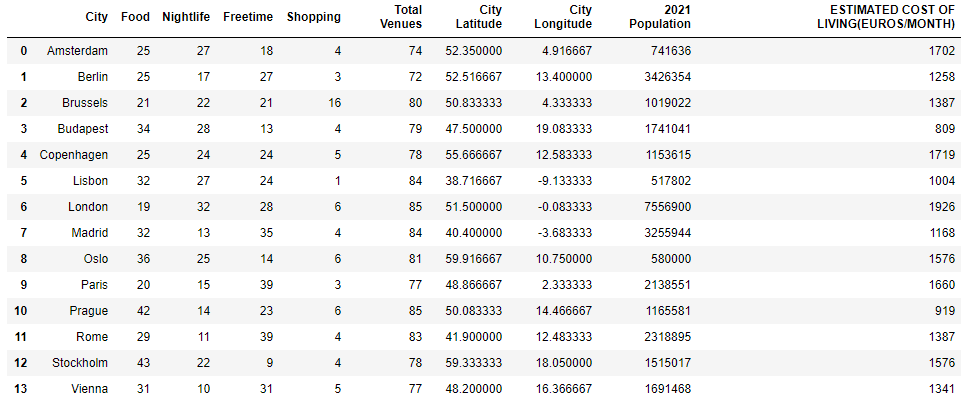 City Food Nightlife Freetime Shopping Total Venues City Latitude City Longitude 2021 Population ESTIMATED COST OF LIVING(EUROS/MONTH)
0 Amsterdam 25 27 18 4 74 52.350000 4.916667 741636 1702
1 Berlin 25 17 27 3 72 52.516667 13.400000 3426354 1258
2 Brussels 21 22 21 16 80 50.833333 4.333333 1019022 1387
3 Budapest 34 28 13 4 79 47.500000 19.083333 1741041 809
4 Copenhagen 25 24 24 5 78 55.666667 12.583333 1153615 1719
5 Lisbon 32 27 24 1 84 38.716667 -9.133333 517802 1004
6 London 19 32 28 6 85 51.500000 -0.083333 7556900 1926
7 Madrid 32 13 35 4 84 40.400000 -3.683333 3255944 1168
8 Oslo 36 25 14 6 81 59.916667 10.750000 580000 1576
9 Paris 20 15 39 3 77 48.866667 2.333333 2138551 1660
10 Prague 42 14 23 6 85 50.083333 14.466667 1165581 919
11 Rome 29 11 39 4 83 41.900000 12.483333 2318895 1387
12 Stockholm 43 22 9 4 78 59.333333 18.050000 1515017 1576
13 Vienna 31 10 31 5 77 48.200000 16.366667 1691468 1341